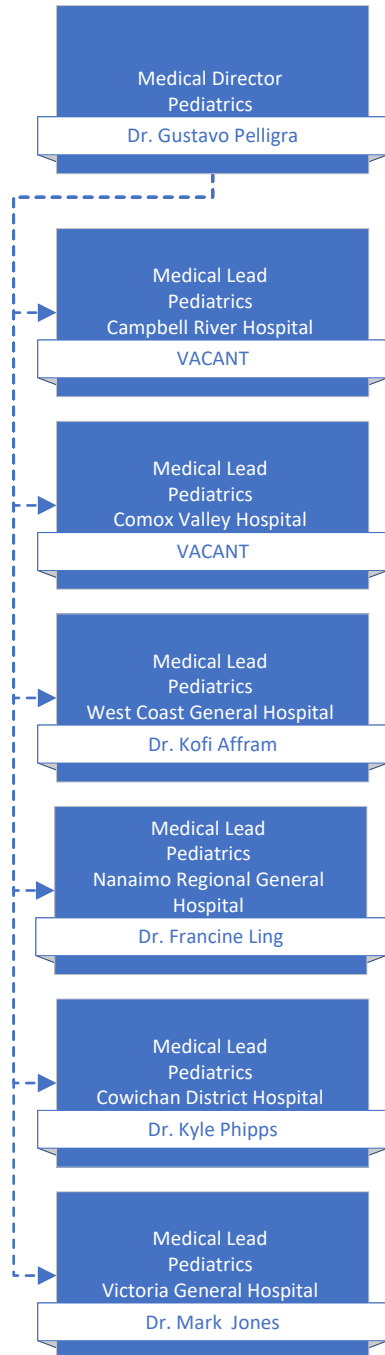 Medical Director
Pediatrics
Dr. Gustavo Pelligra
Medical Lead
Pediatrics
Campbell River Hospital
VACANT
Medical Lead
Pediatrics
Comox Valley Hospital
VACANT
Medical Lead
Pediatrics
West Coast General Hospital
Dr. Kofi Affram
Medical Lead
Pediatrics
Nanaimo Regional General
Hospital
Dr. Francine Ling
Medical Lead
Pediatrics
Cowichan District Hospital
Dr. Kyle Phipps
Medical Lead
Pediatrics
Victoria General Hospital
Dr. Mark  Jones